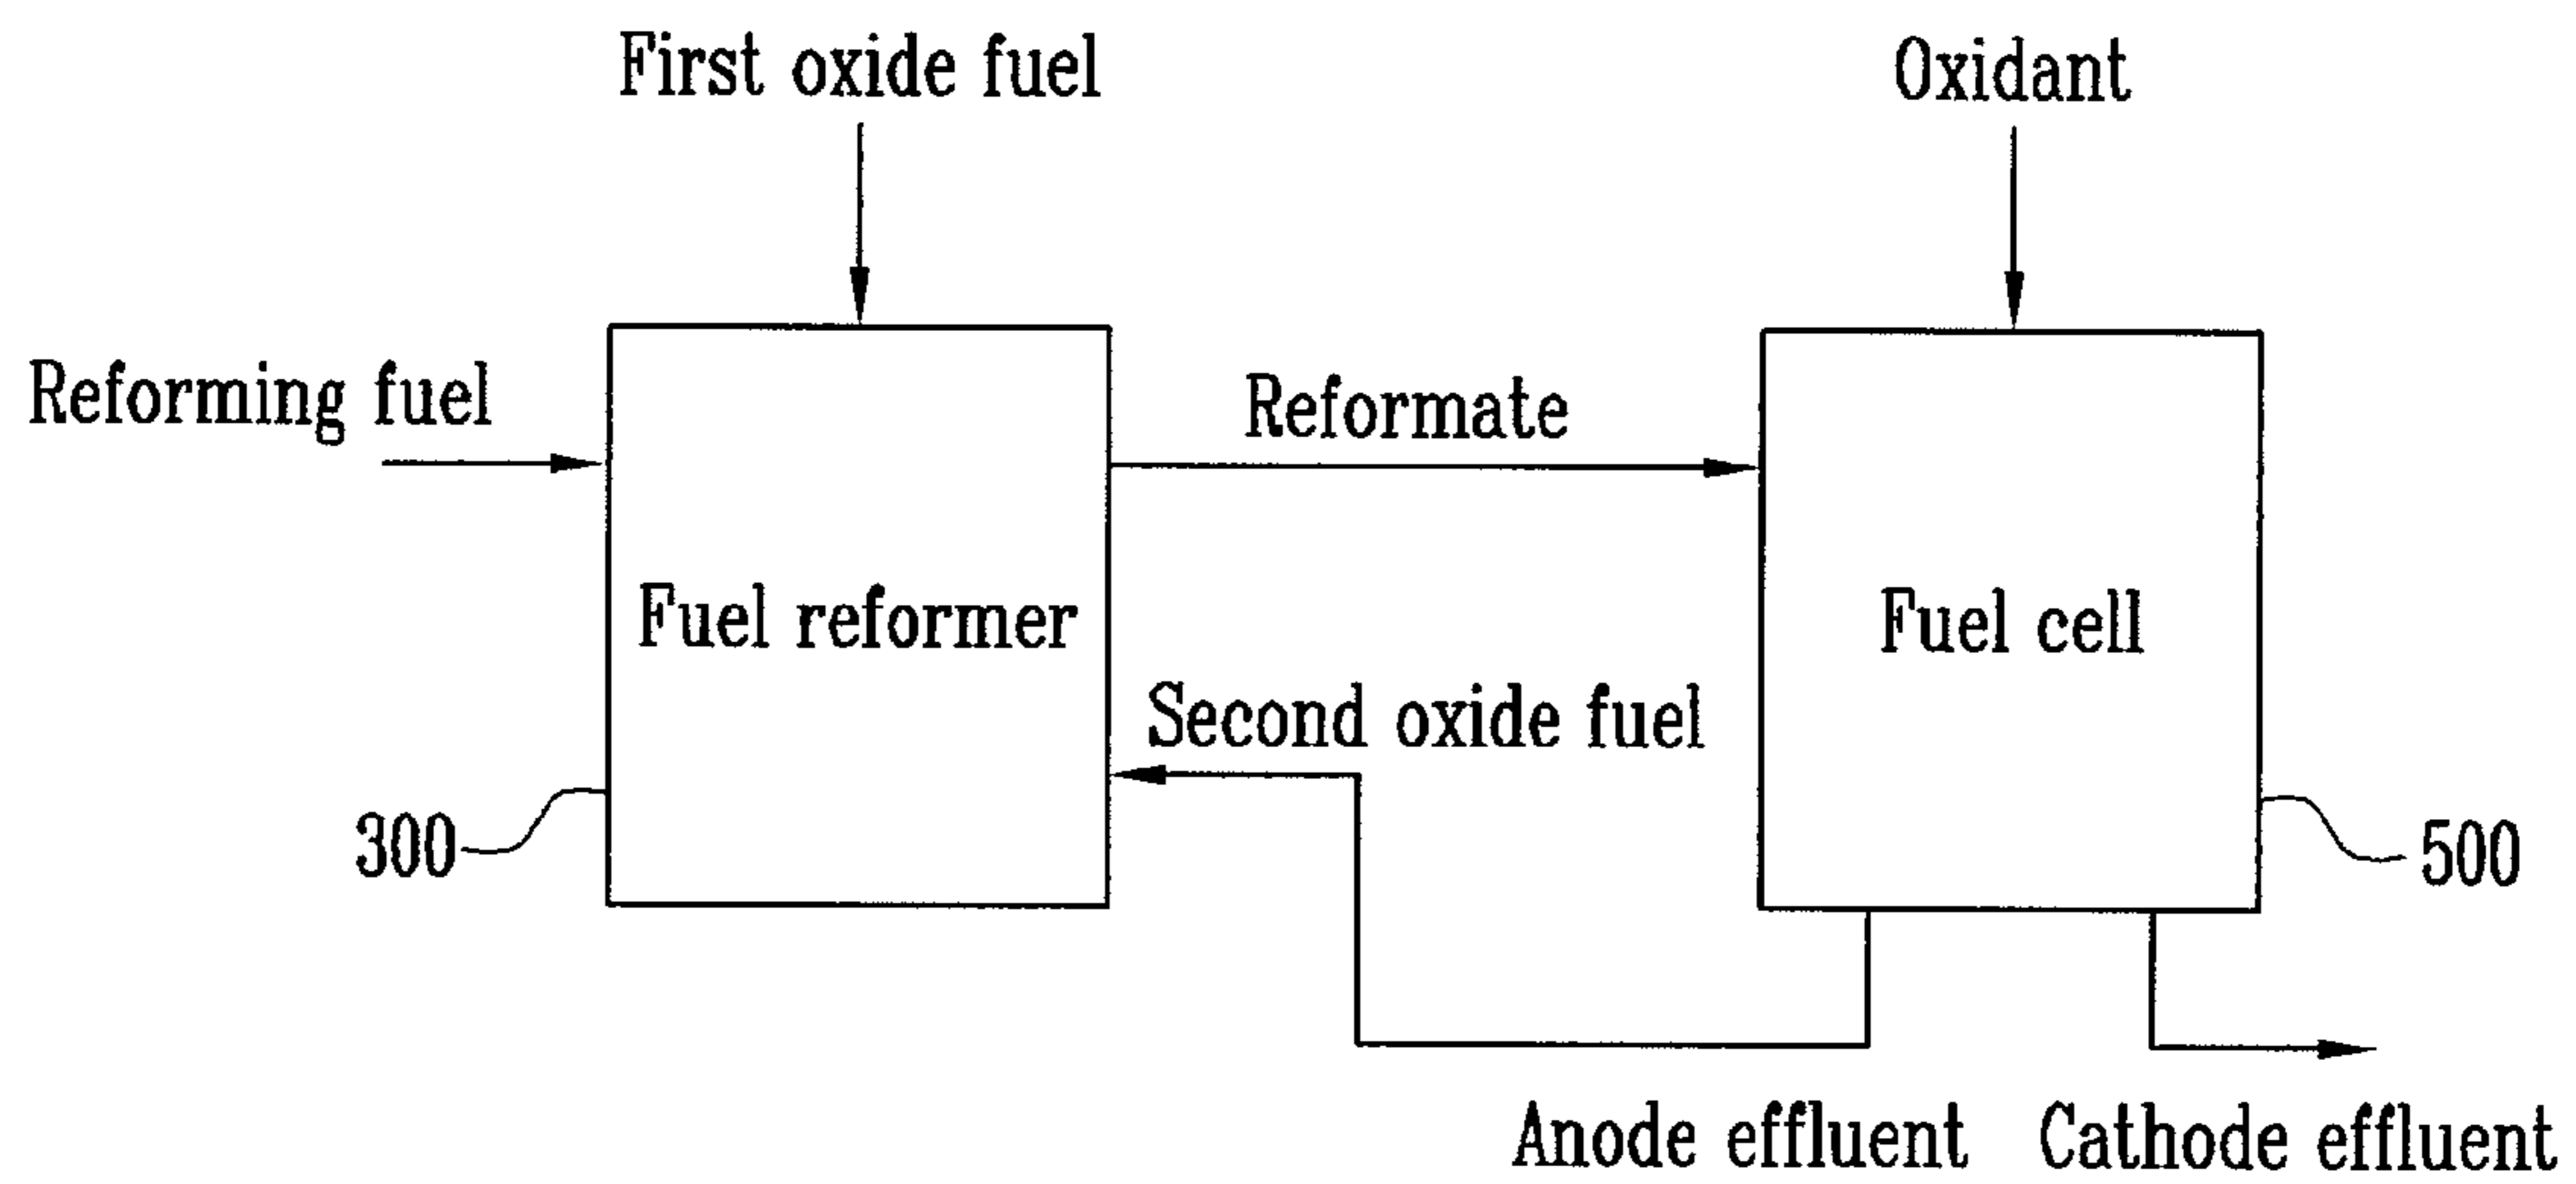 First oxide fuel
Oxidant
Reforming fuel
Reformate
Fuel reformer
Fuel cell
Second oxide fuel
300
500
Anode effluent
Cathode effluent